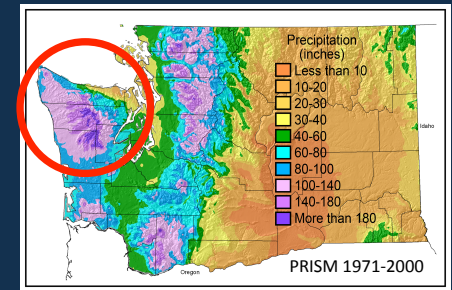 Precipitation
(inches)
Less than 10
10-20
20-30
30-40
40-60
60-80
80-100
100-140
140-180
More than 180
Idaho
Oregon
PRISM 1971-2000